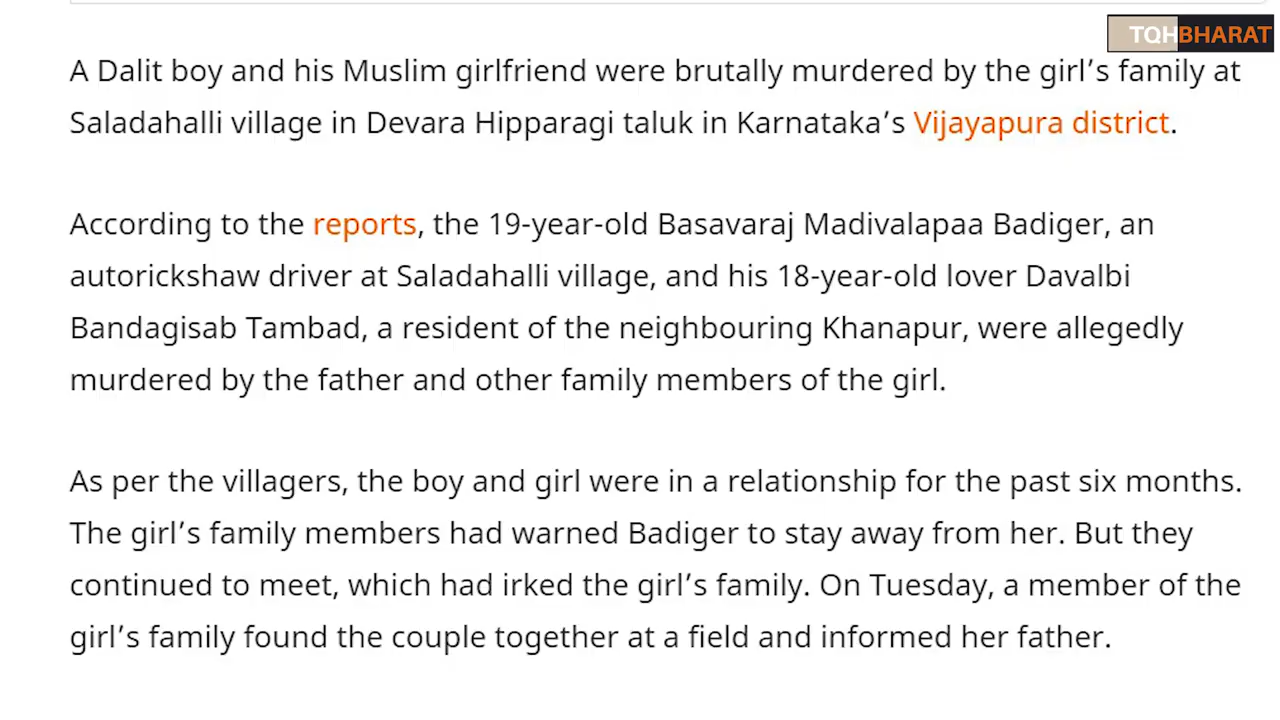 TQHBHARAT
A Dalit boy and his Muslim girlfriend were brutally murdered by the girl’s family at
Saladahalli village in Devara Hipparagi taluk in Karnataka’s Vijayapura district.
According to the reports, the 19-year-old Basavaraj Madivalapaa Badiger, an
autorickshaw driver at Saladahalli village, and his 18-year-old lover Davalbi
Bandagisab Tambad, a resident of the neighbouring Khanapur, were allegedly
murdered by the father and other family members of the girl.
As per the villagers, the boy and girl were in a relationship for the past six months.
The girl’s family members had warned Badiger to stay away from her. But they
continued to meet, which had irked the girl’s family. On Tuesday, a member of the
girl’s family found the couple together at a field and informed her father.